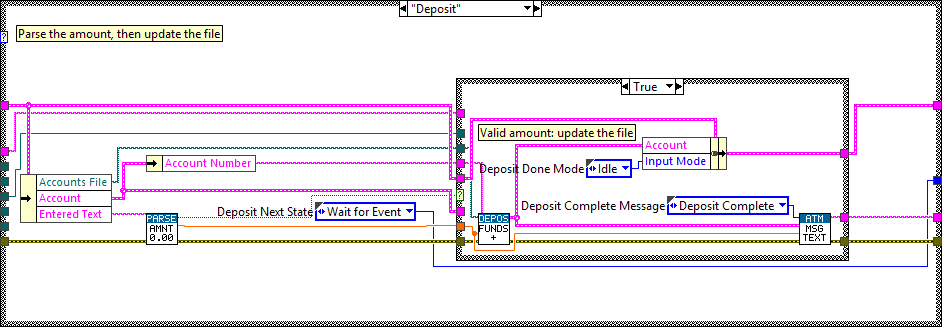 "Deposit"
Parse the amount, then update the file
True
Valid amount: update the file
Account
Input Mode
Deposit Done Mode
Idle
Account Number
Accounts File
Account
Entered Text
Deposit Next State
Wait for Event
Deposit Complete Message
Deposit Complete
PARSE
AMNT
0.00
DEPOS
FUNDS
+
ATM
MSG
TEXT
?
?